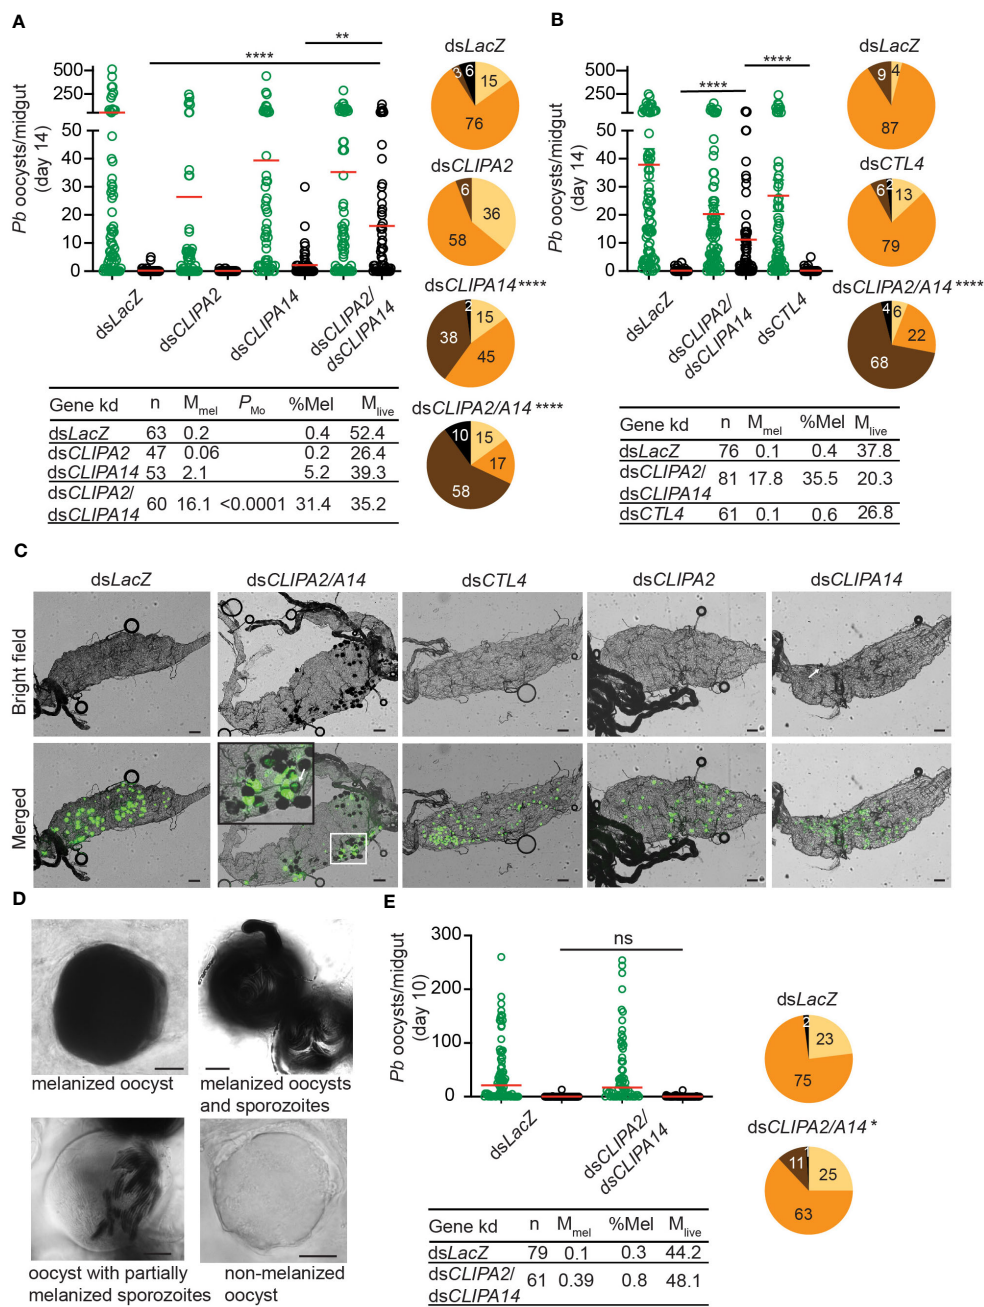 A
B
**
****
Pb oocysts/midgut
(day 14)
500
250
50
40
30
20
10
0
dsLacZ
dsCLIPA2
dsCLIPA14
dsCLIPA2/
dsCLIPA14
dsLacZ
3
6
15
76
dsCLIPA2
6
36
58
dsCLIPA14****
2
15
38
45
dsCLIPA2/A14 ****
10
15
17
58
Gene kd n Mmel PMo %Mel Mlive
dsLacZ 63 0.2 0.4 52.4
dsCLIPA2 47 0.06 0.2 26.4
dsCLIPA14 53 2.1 5.2 39.3
dsCLIPA2/
dsCLIPA14 60 16.1 <0.0001 31.4 35.2
****
****
Pb oocysts/midgut
(day 14)
500
250
50
40
30
20
10
0
dsLacZ
dsCLIPA2/
dsCLIPA14
dsCTL4
dsLacZ
9
4
87
dsCTL4
6
2
13
79
dsCLIPA2/A14 ****
4
6
22
68
Gene kd n Mmel %Mel Mlive
dsLacZ 76 0.1 0.4 37.8
dsCLIPA2/
dsCLIPA14 81 17.8 35.5 20.3
dsCTL4 61 0.1 0.6 26.8
C
dsLacZ dsCLIPA2/A14 dsCTL4 dsCLIPA2 dsCLIPA14
Bright field
Merged
D
melanized oocyst
melanized oocysts
and sporozoites
oocyst with partially
melanized sporozoites
non-melanized
oocyst
E
ns
Pb oocysts/midgut
(day 10)
300
200
100
0
dsLacZ
dsCLIPA2/
dsCLIPA14
dsLacZ
2
23
75
dsCLIPA2/A14 *
1
11
25
63
Gene kd n Mmel %Mel Mlive
dsLacZ 79 0.1 0.3 44.2
dsCLIPA2/
dsCLIPA14 61 0.39 0.8 48.1